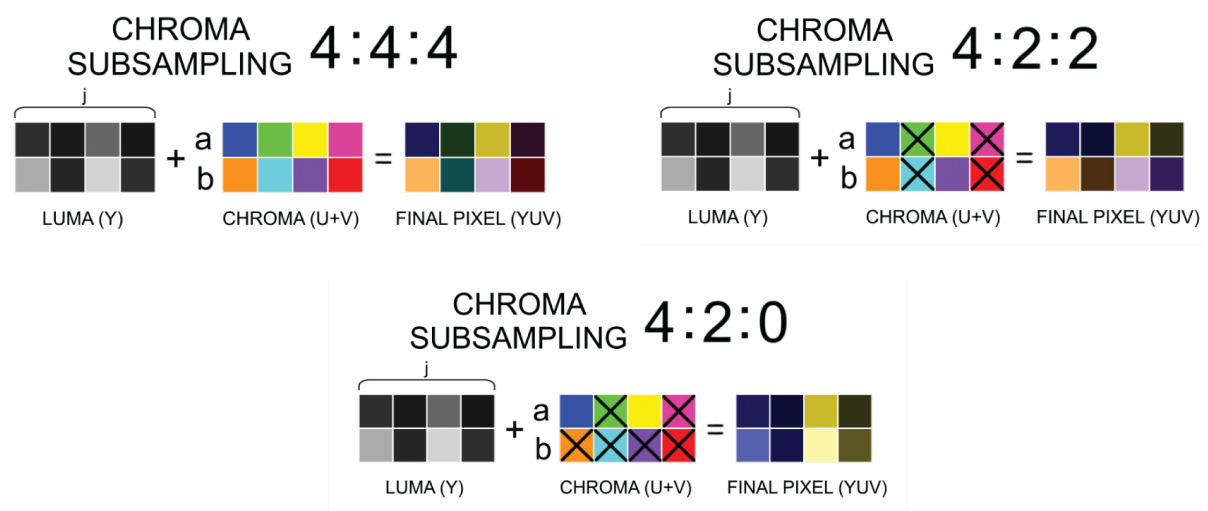 CHROMA
SUBSAMPLING 4:4:4
j
+ a
b =
LUMA (Y) CHROMA (U+V) FINAL PIXEL (YUV)
CHROMA
SUBSAMPLING 4:2:2
j
+ a
b =
LUMA (Y) CHROMA (U+V) FINAL PIXEL (YUV)
CHROMA
SUBSAMPLING 4:2:0
j
+ a
b =
LUMA (Y) CHROMA (U+V) FINAL PIXEL (YUV)